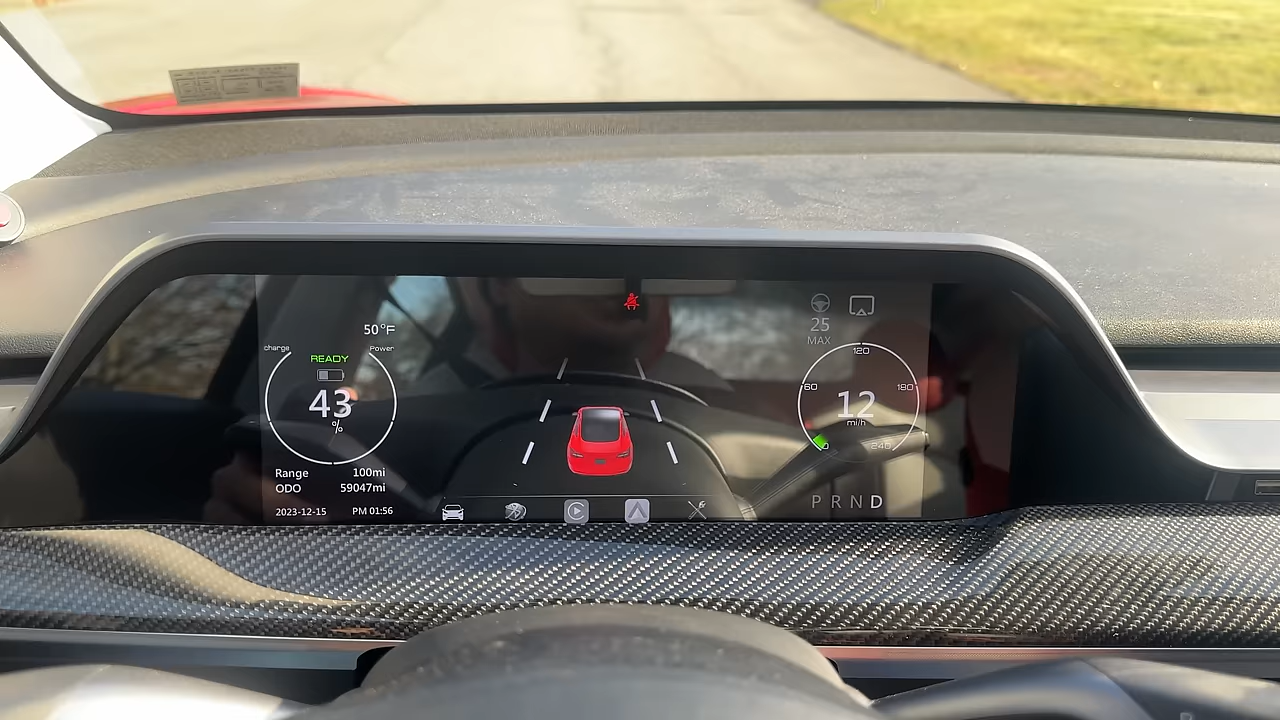 50°F
charge
Power
READY
43
%
Range 100mi
ODO 59047mi
2023-12-15 PM 01:56
25
MAX
120
60
180
12
mi/h
0
240
P R N D